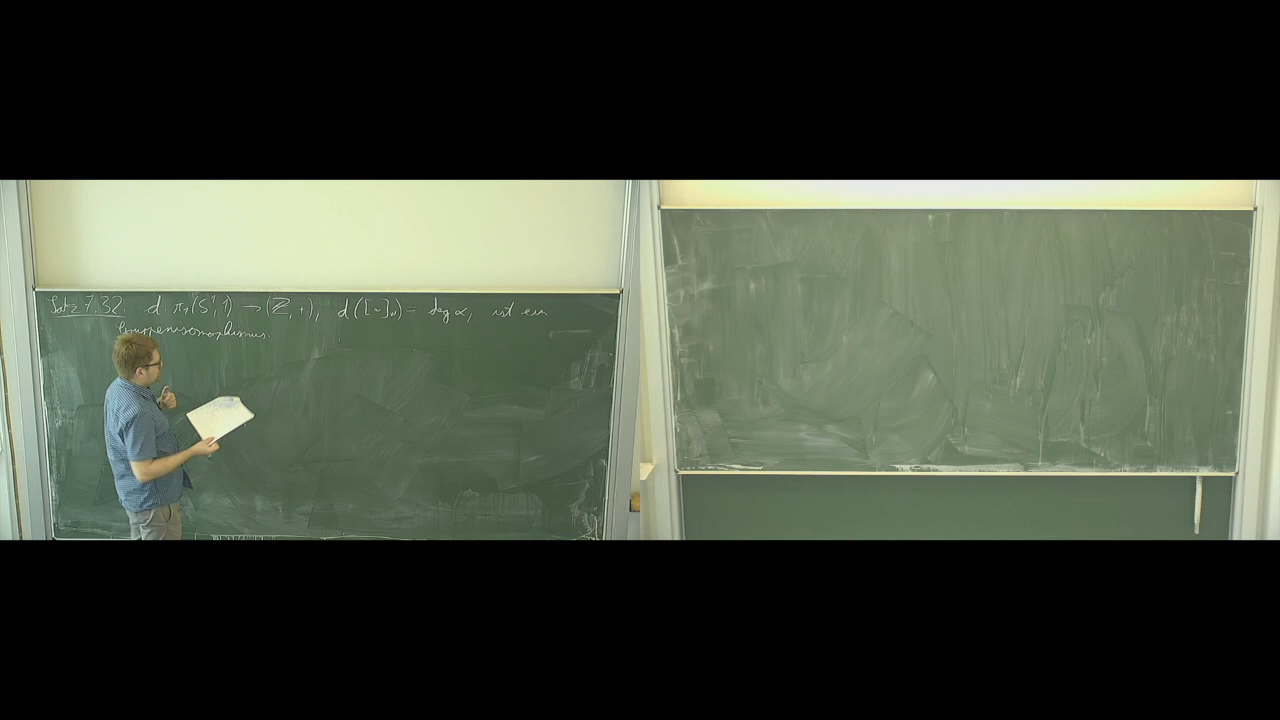 Satz 7.32. d: π₁(S¹,1) → (ℤ,+), d([α]ₙ) = deg α, ist ein
Gruppenisomorphismus.